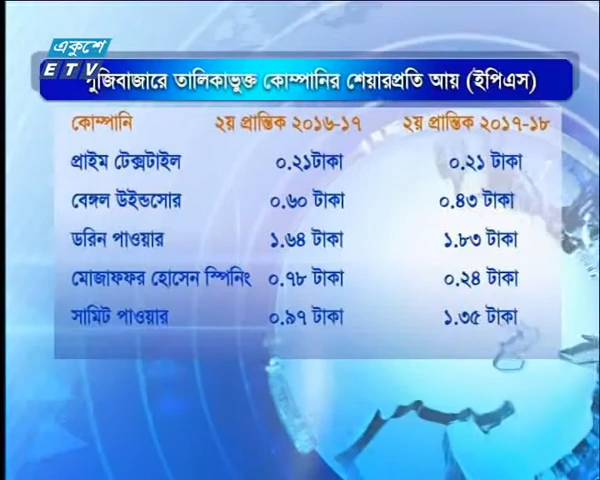 একুশে
ETV
পুঁজিবাজারে তালিকাভুক্ত কোম্পানির শেয়ারপ্রতি আয় (ইপিএস)
কোম্পানি ২য় প্রান্তিক ২০১৬-১৭ ২য় প্রান্তিক ২০১৭-১৮
প্রাইম টেক্সটাইল ০.২১টাকা ০.২১ টাকা
বেঙ্গল উইন্ডসোর ০.৬০ টাকা ০.৪৩ টাকা
ডরিন পাওয়ার ১.৬৪ টাকা ১.৮৩ টাকা
মোজাফফর হোসেন স্পিনিং ০.৭৮ টাকা ০.২৪ টাকা
সামিট পাওয়ার ০.৯৭ টাকা ১.৩৫ টাকা